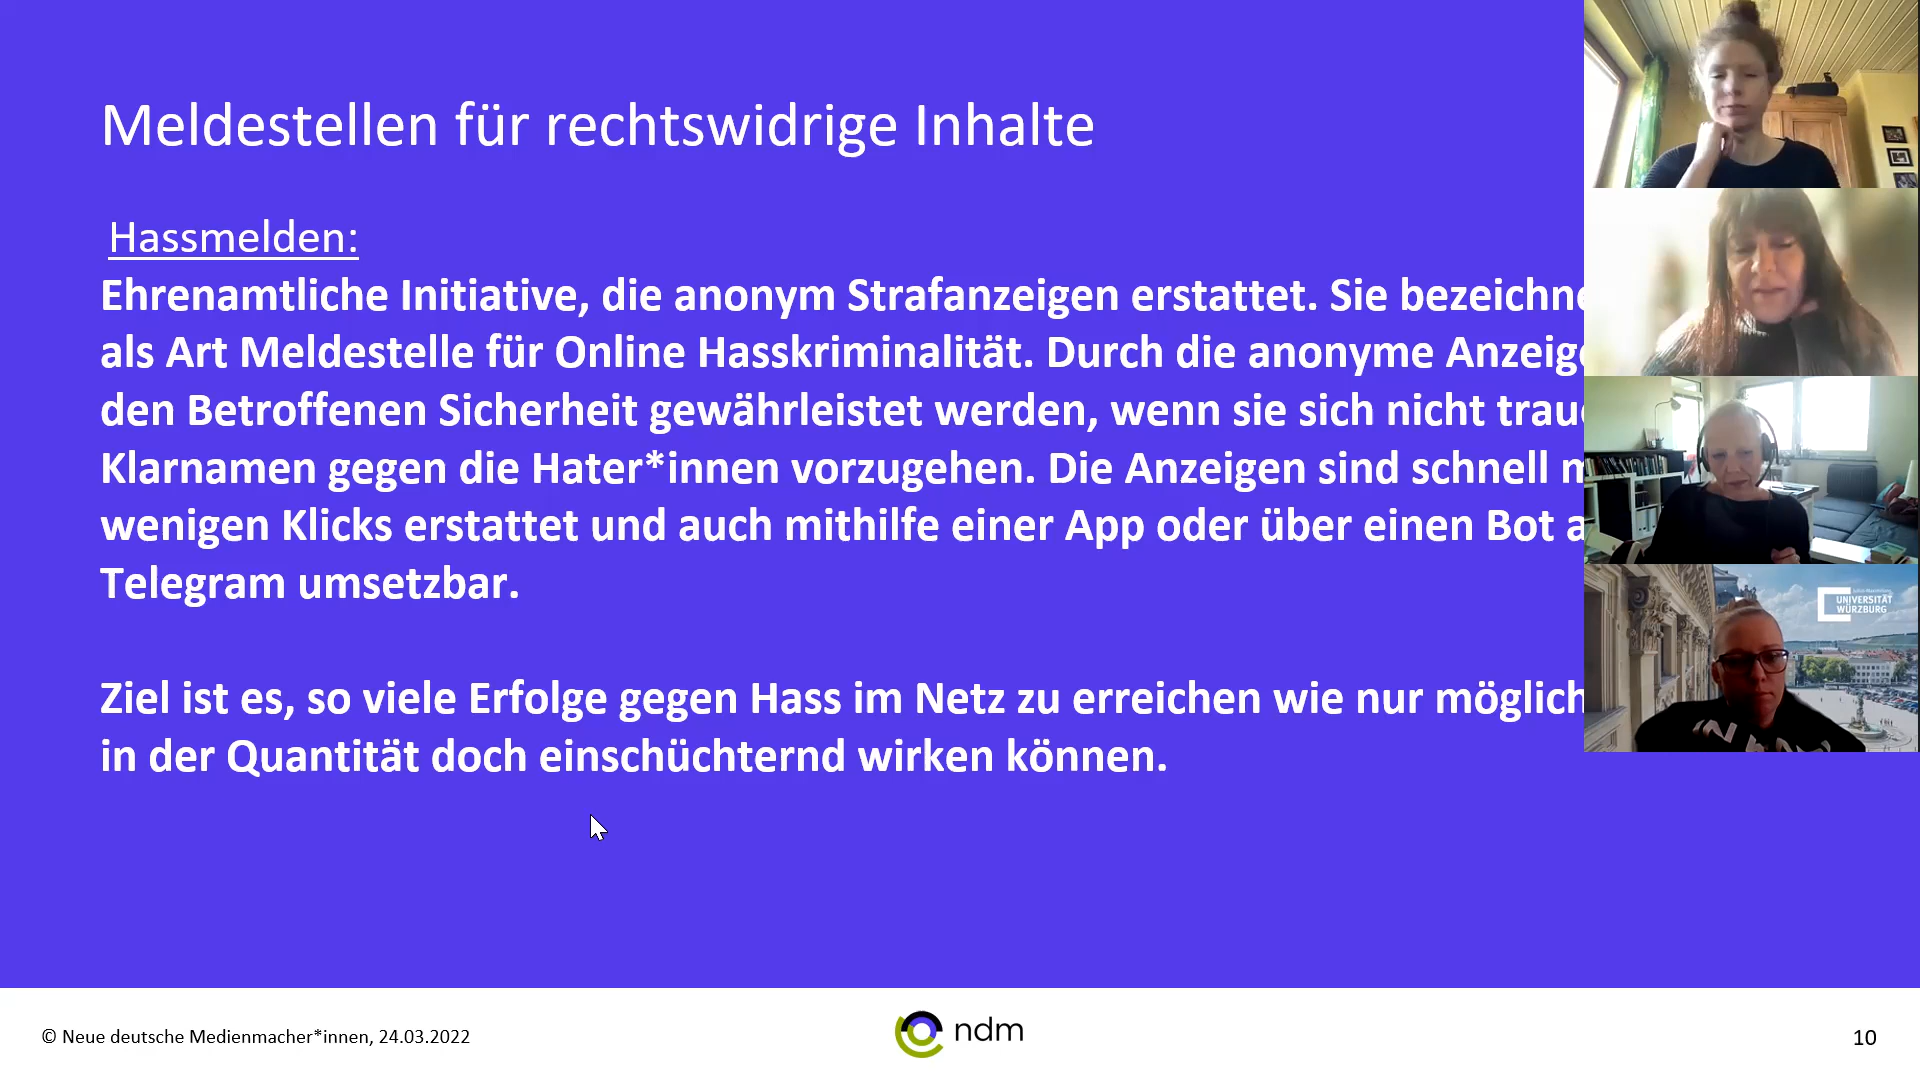 Meldestellen für rechtswidrige Inhalte
Hassmelden:
Ehrenamtliche Initiative, die anonym Strafanzeigen erstattet. Sie
als Art Meldestelle für Online Hasskriminalität. Durch die anonyme
den Betroffenen Sicherheit gewährleistet werden, wenn sie sich nicht
Klarnamen gegen die Hater*innen vorzugehen. Die Anzeigen sind schnell
wenigen Klicks erstattet und auch mithilfe einer App oder über einen Bot
Telegram umsetzbar.
Ziel ist es, so viele Erfolge gegen Hass im Netz zu erreichen wie nur möglich
in der Quantität doch einschüchternd wirken können.
UNIVERSITÄT
WÜRZBURG
© Neue deutsche Medienmacher*innen, 24.03.2022
ndm
10